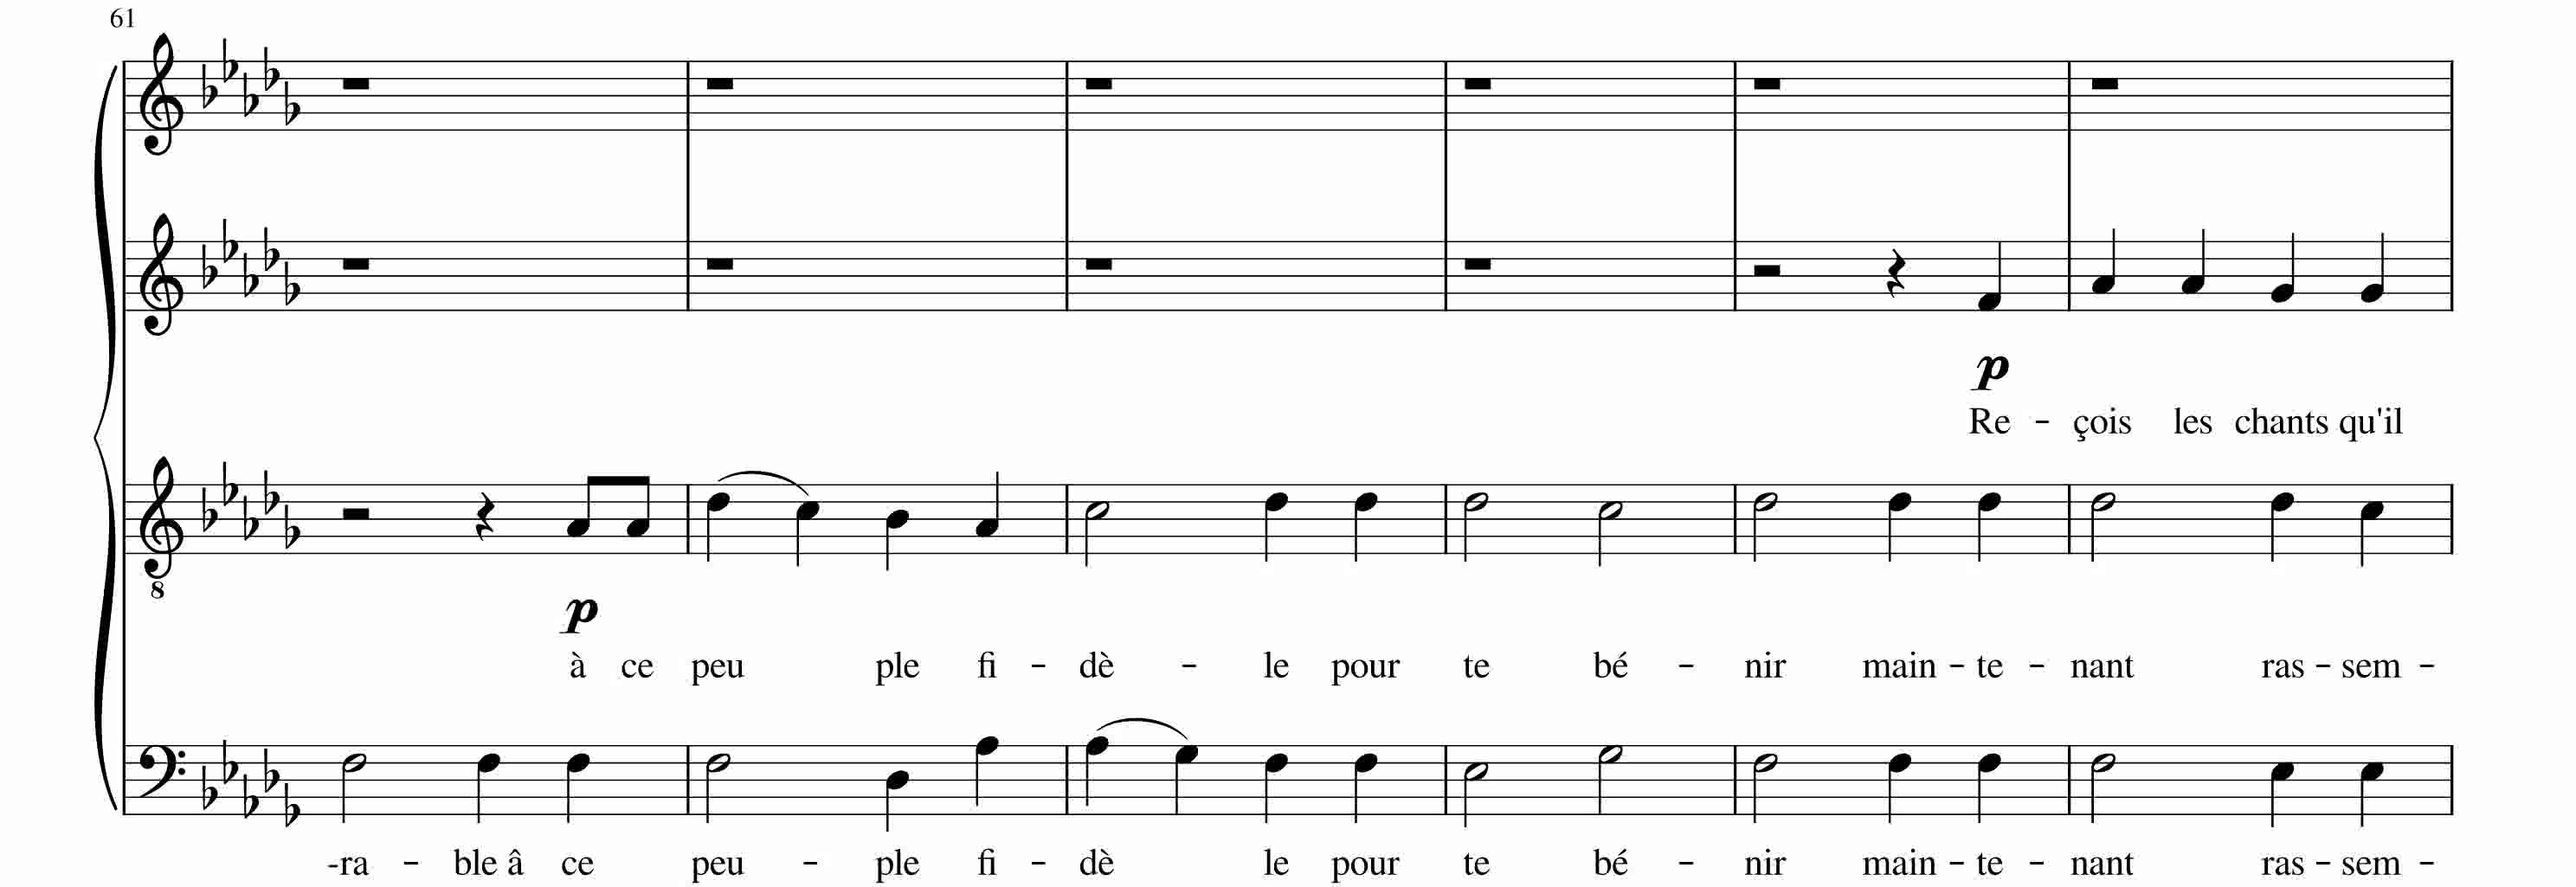 61
p
Re - çois les chants qu'il
8
p
à ce peu ple fi - dè - le pour te bé - nir main - te - nant ras - sem -
-ra - ble â ce peu - ple fi - dè le pour te bé - nir main - te - nant ras - sem -